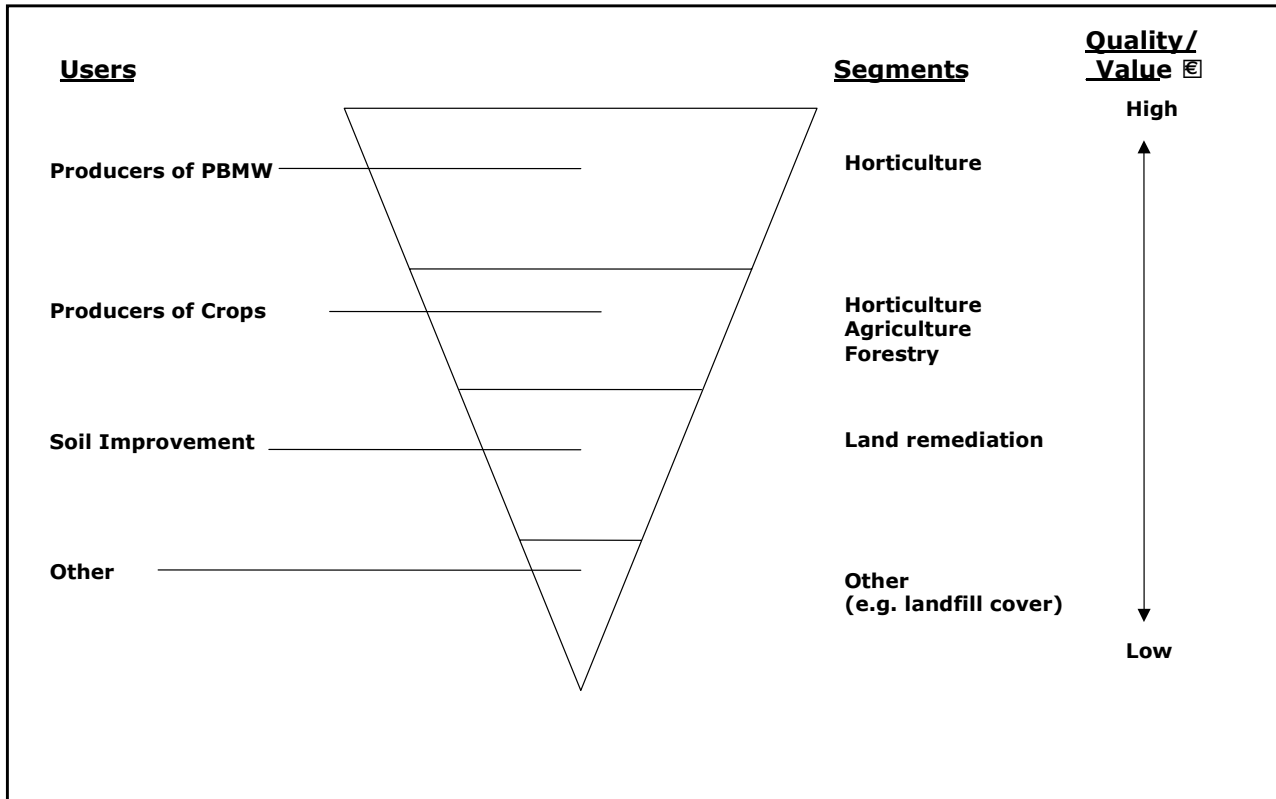 Users
Segments
Quality/
Value €
High
Producers of PBMW
Horticulture
Producers of Crops
Horticulture
Agriculture
Forestry
Soil Improvement
Land remediation
Other
Other
(e.g. landfill cover)
Low